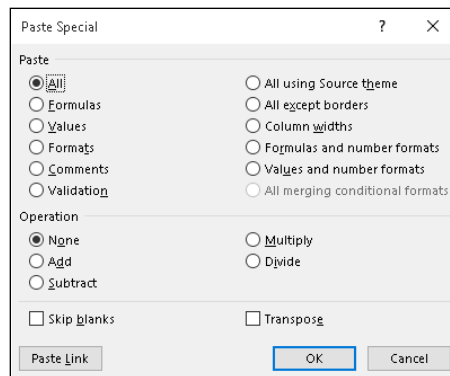 Paste Special ? ×
Paste
All
Formulas
Values
Formats
Comments
Validation
All using Source theme
All except borders
Column widths
Formulas and number formats
Values and number formats
All merging conditional formats
Operation
None
Add
Subtract
Multiply
Divide
Skip blanks
Transpose
Paste Link
OK
Cancel